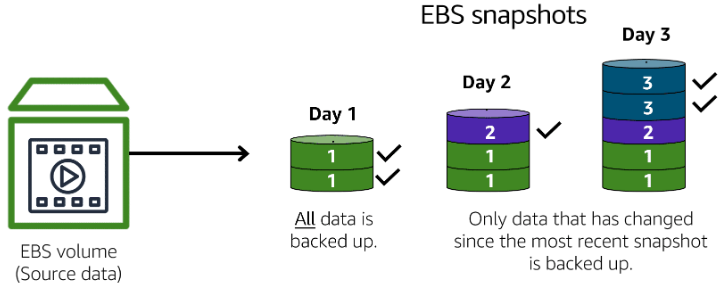 EBS snapshots
Day 1
Day 2
Day 3
1
1
2
1
1
3
3
2
1
1
EBS volume
(Source data)
All data is
backed up.
Only data that has changed
since the most recent snapshot
is backed up.